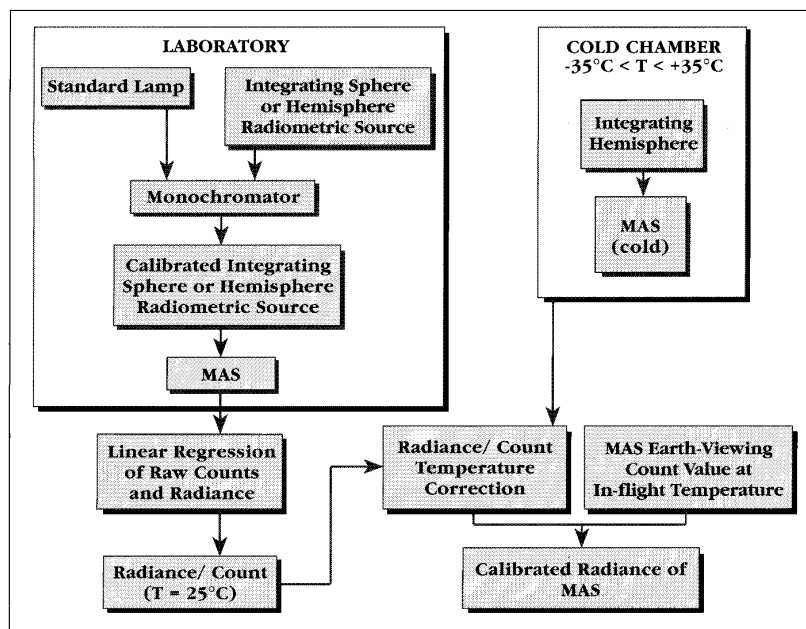 LABORATORY
Standard Lamp
Integrating Sphere
or Hemisphere
Radiometric Source
Monochromator
Calibrated Integrating
Sphere or Hemisphere
Radiometric Source
MAS
COLD CHAMBER
-35°C < T < +35°C
Integrating
Hemisphere
MAS
(cold)
Linear Regression
of Raw Counts
and Radiance
Radiance/ Count
(T = 25°C)
Radiance/ Count
Temperature
Correction
MAS Earth-Viewing
Count Value at
In-flight Temperature
Calibrated Radiance of
MAS